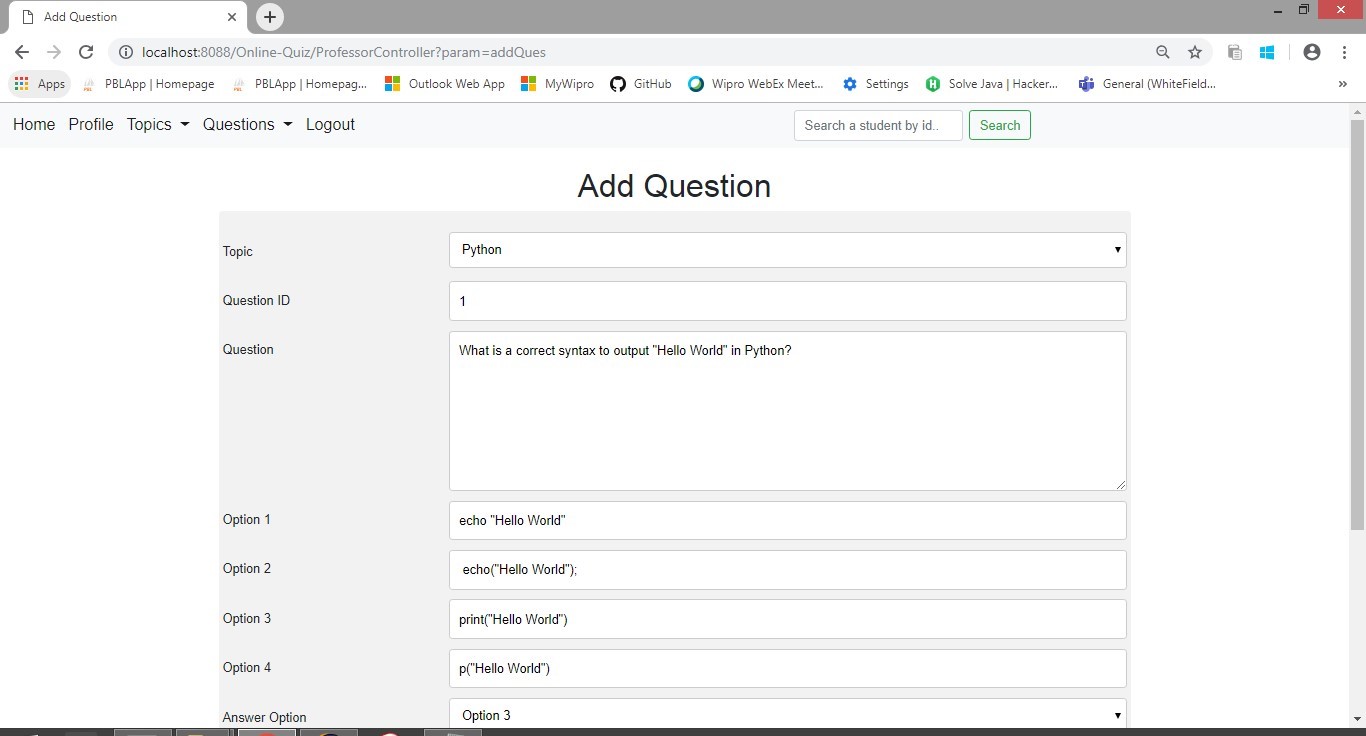 Add Question
localhost:8088/Online-Quiz/ProfessorController?param=addQues
Apps PBLApp | Homepage PBLApp | Homepag... Outlook Web App MyWipro GitHub Wipro WebEx Meet... Settings Solve Java | Hacker... General (WhiteField... »
Home Profile Topics Questions Logout Search a student by id.. Search
Add Question
Topic Python
Question ID 1
Question What is a correct syntax to output "Hello World" in Python?
Option 1 echo "Hello World"
Option 2 echo("Hello World");
Option 3 print("Hello World")
Option 4 p("Hello World")
Answer Option Option 3